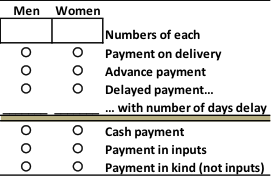 Men Women
Numbers of each
Payment on delivery
Advance payment
Delayed payment...
... with number of days delay
Cash payment
Payment in inputs
Payment in kind (not inputs)